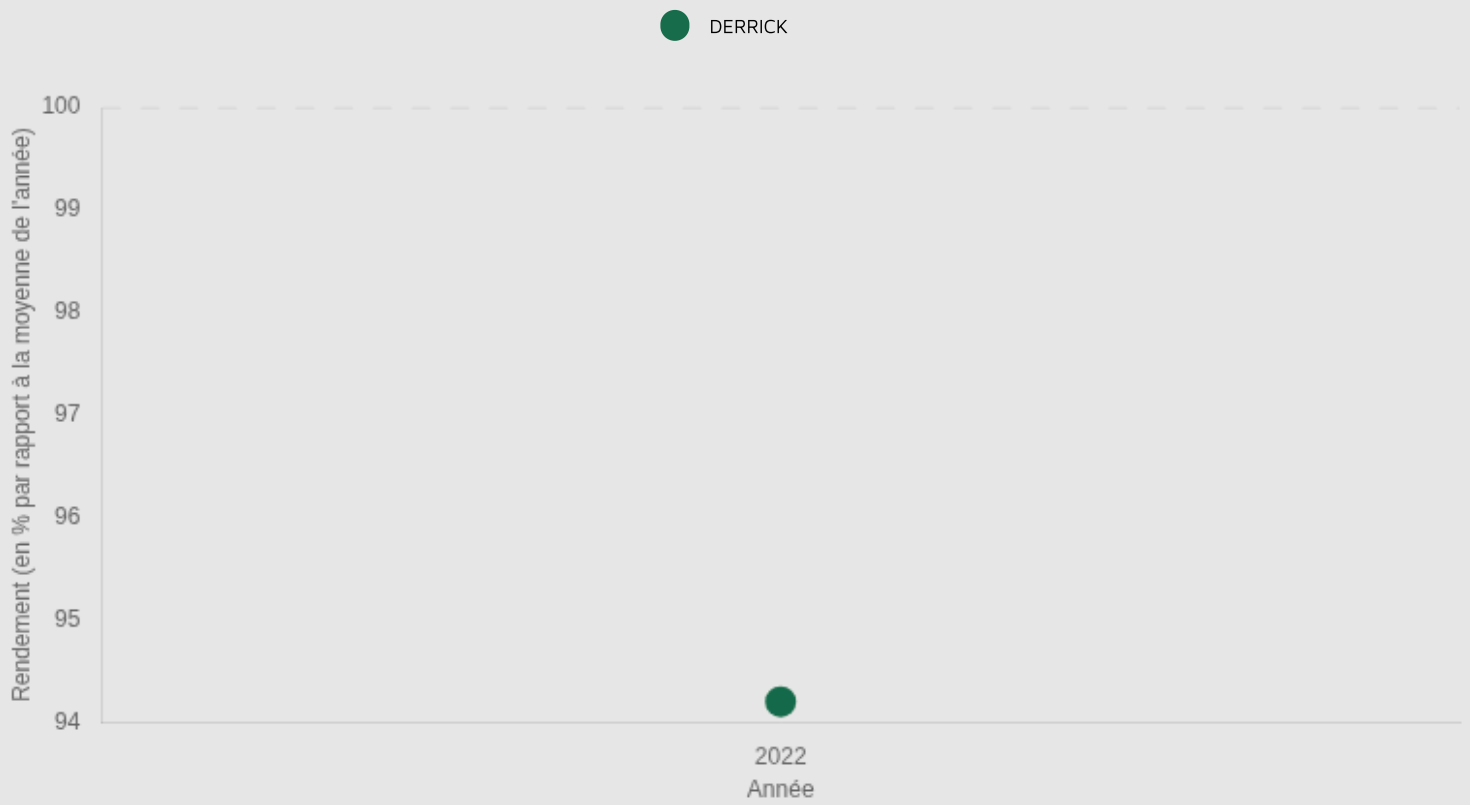 DERRICK
Rendement (en % par rapport à la moyenne de l'année)
100
99
98
97
96
95
94
2022
Année